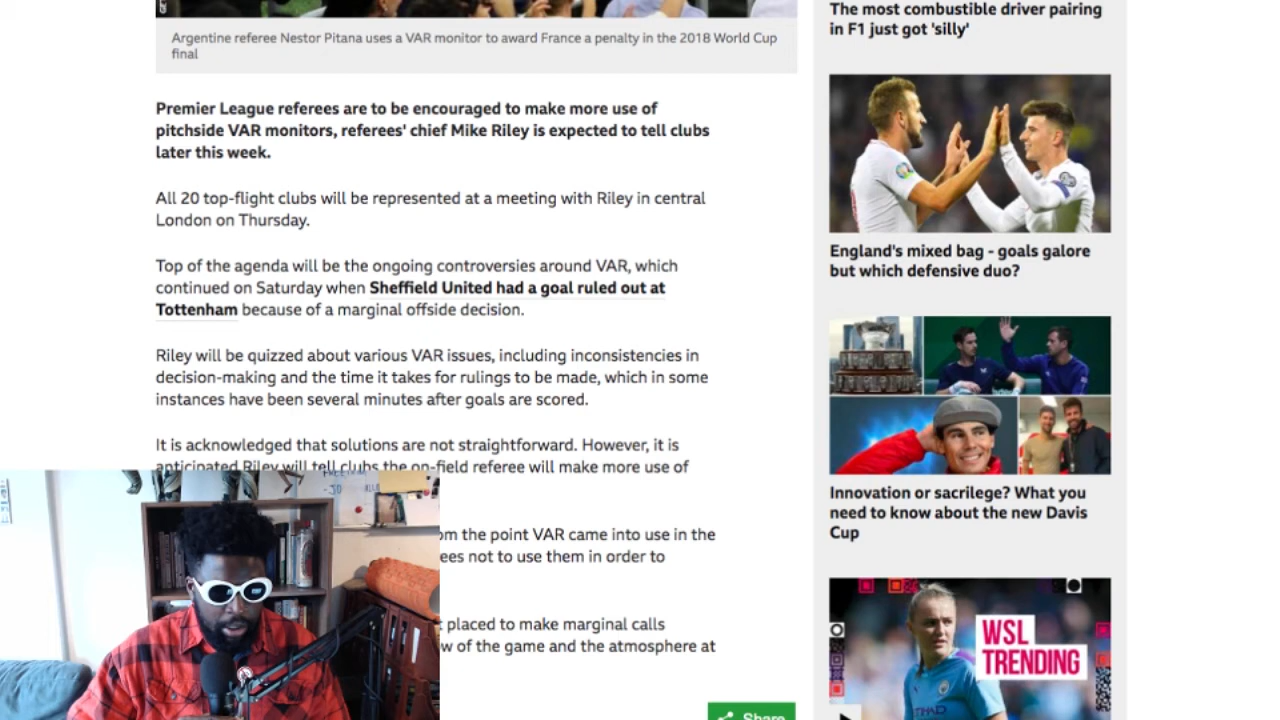 Argentine referee Nestor Pitana uses a VAR monitor to award France a penalty in the 2018 World Cup
final
Premier League referees are to be encouraged to make more use of
pitchside VAR monitors, referees' chief Mike Riley is expected to tell clubs
later this week.
All 20 top-flight clubs will be represented at a meeting with Riley in central
London on Thursday.
Top of the agenda will be the ongoing controversies around VAR, which
continued on Saturday when Sheffield United had a goal ruled out at
Tottenham because of a marginal offside decision.
Riley will be quizzed about various VAR issues, including inconsistencies in
decision-making and the time it takes for rulings to be made, which in some
instances have been several minutes after goals are scored.
It is acknowledged that solutions are not straightforward. However, it is
anticipated Riley will tell clubs the on-field referee will make more use of
om the point VAR came into use in the
ees not to use them in order to
t placed to make marginal calls
w of the game and the atmosphere at
Share
The most combustible driver pairing
in F1 just got 'silly'
England's mixed bag - goals galore
but which defensive duo?
Innovation or sacrilege? What you
need to know about the new Davis
Cup
WSL
TRENDING